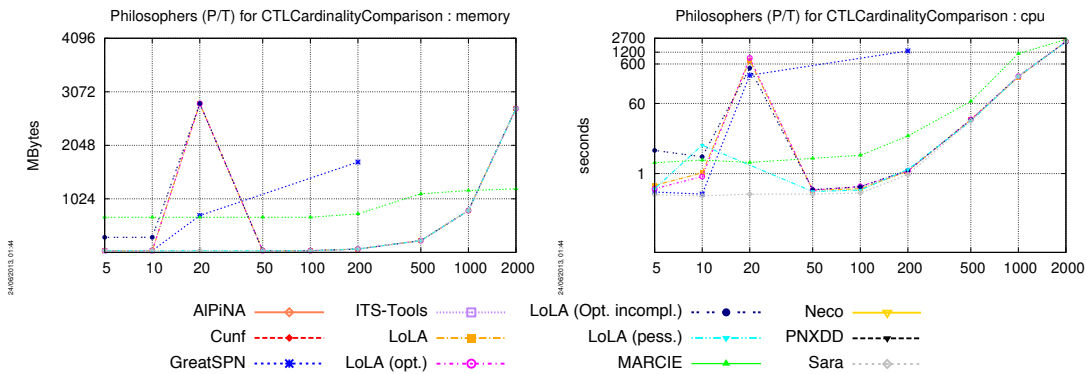 Philosophers (P/T) for CTLCardinalityComparison : memory
4096
3072
2048
1024
MBytes
5 10 20 50 100 200 500 1000 2000
24/06/2013, 01:44
Philosophers (P/T) for CTLCardinalityComparison : cpu
2700
1200
600
60
1
seconds
5 10 20 50 100 200 500 1000 2000
24/06/2013, 01:44
AlPiNA
Cunf
GreatSPN
ITS-Tools
LoLA
LoLA (opt.)
LoLA (Opt. incompl.)
LoLA (pess.)
MARCIE
Neco
PNXDD
Sara